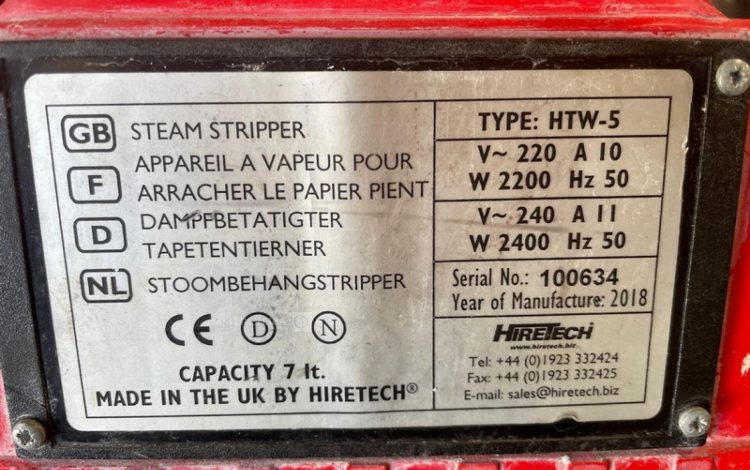 GB STEAM STRIPPER
F APPAREIL A VAPEUR POUR
ARRACHER LE PAPIER PIENT
D DAMPFBETATIGTER
TAPETENTIERNER
NL STOOMBEHANGSTRIPPER
CE D N
CAPACITY 7 lt.
MADE IN THE UK BY HIRETECH®
TYPE: HTW-5
V~ 220 A 10
W 2200 Hz 50
V~ 240 A 11
W 2400 Hz 50
Serial No.: 100634
Year of Manufacture: 2018
HIRETECH
www.hiretech.biz
Tel: +44 (0)1923 332424
Fax: +44 (0)1923 332425
E-mail: sales@hiretech.biz